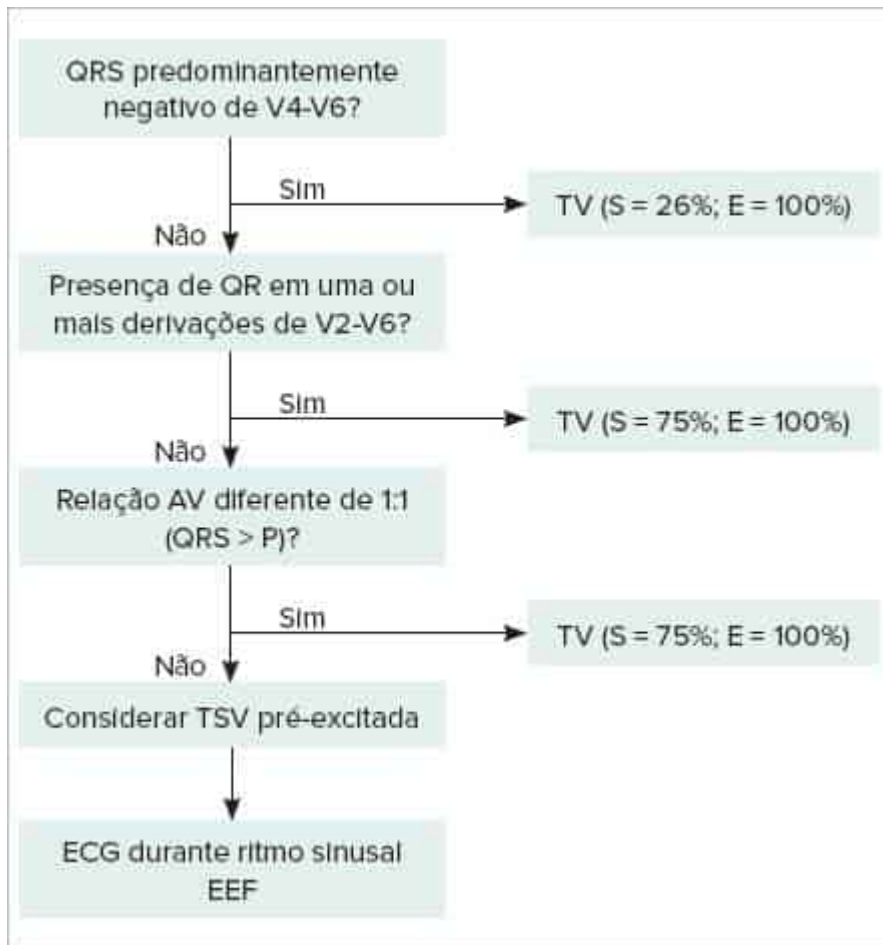 QRS predominantemente
negativo de V4-V6?
Sim
TV (S = 26%; E = 100%)
Não
Presença de QR em uma ou
mais derivações de V2-V6?
Sim
TV (S = 75%; E = 100%)
Não
Relação AV diferente de 1:1
(QRS > P)?
Sim
TV (S = 75%; E = 100%)
Não
Considerar TSV pré-excitada
ECG durante ritmo sinusal
EEF